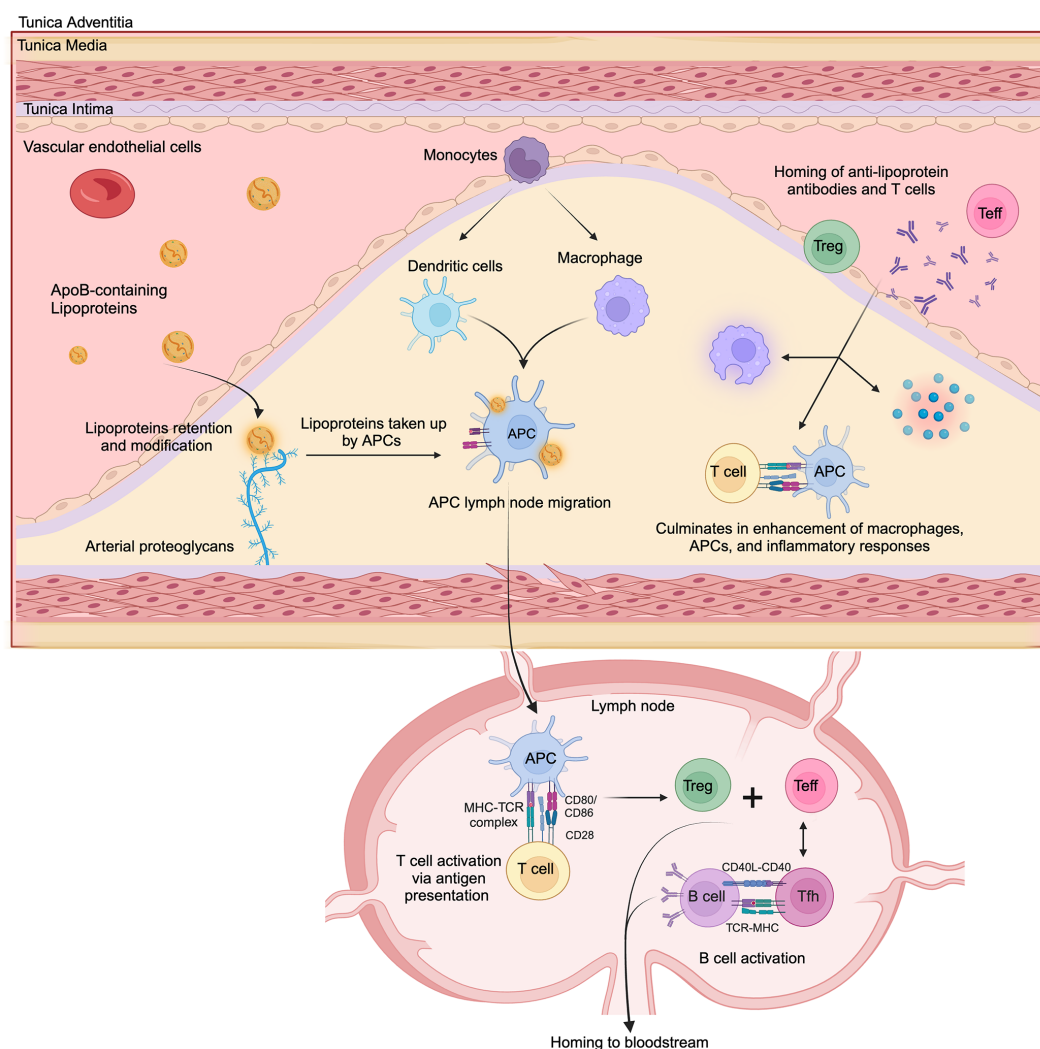 Tunica Adventitia
Tunica Media
Tunica Intima
Vascular endothelial cells
Monocytes
Homing of anti-lipoprotein
antibodies and T cells
Teff
Treg
Dendritic cells
Macrophage
ApoB-containing
Lipoproteins
Lipoproteins retention
and modification
Lipoproteins taken up
by APCs
APC
APC lymph node migration
T cell
APC
Culminates in enhancement of macrophages,
APCs, and inflammatory responses
Arterial proteoglycans
Lymph node
APC
MHC-TCR
complex
CD80/
CD86
CD28
T cell
T cell activation
via antigen
presentation
Treg
+
Teff
CD40L-CD40
B cell
Tfh
TCR-MHC
B cell activation
Homing to bloodstream